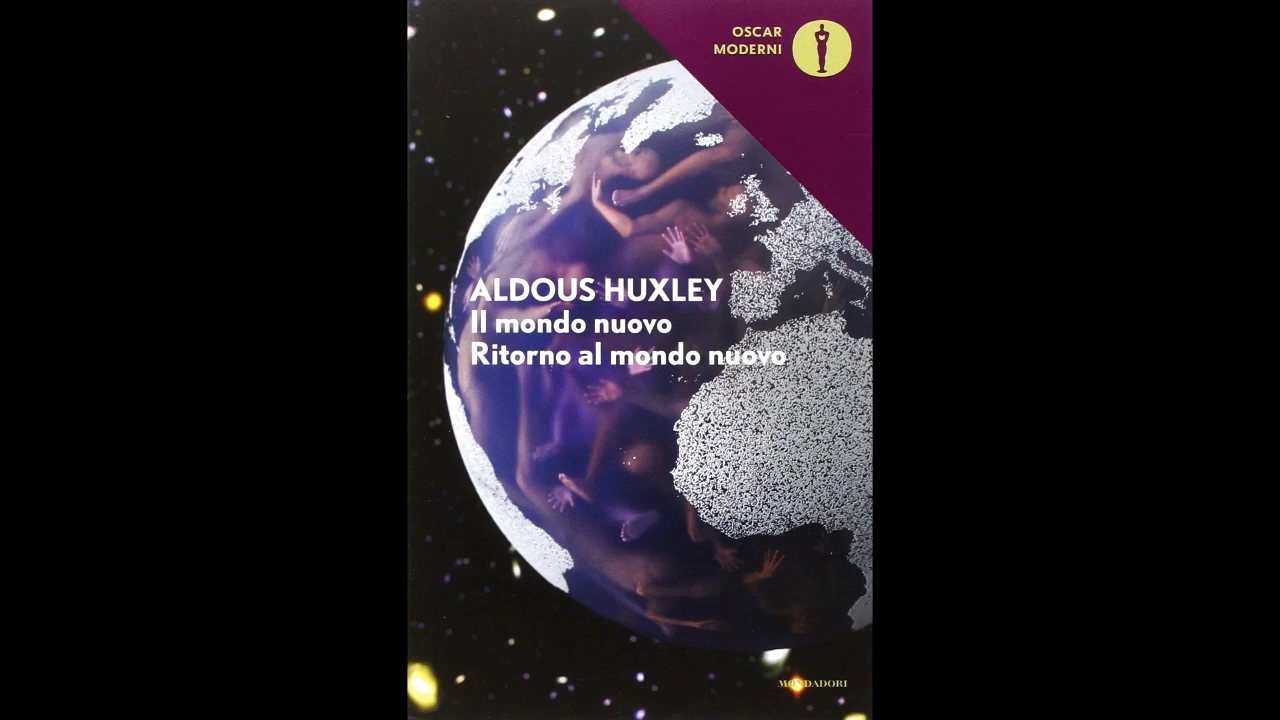 OSCAR
MODERNI
ALDOUS HUXLEY
Il mondo nuovo
Ritorno al mondo nuovo
MONDADORI